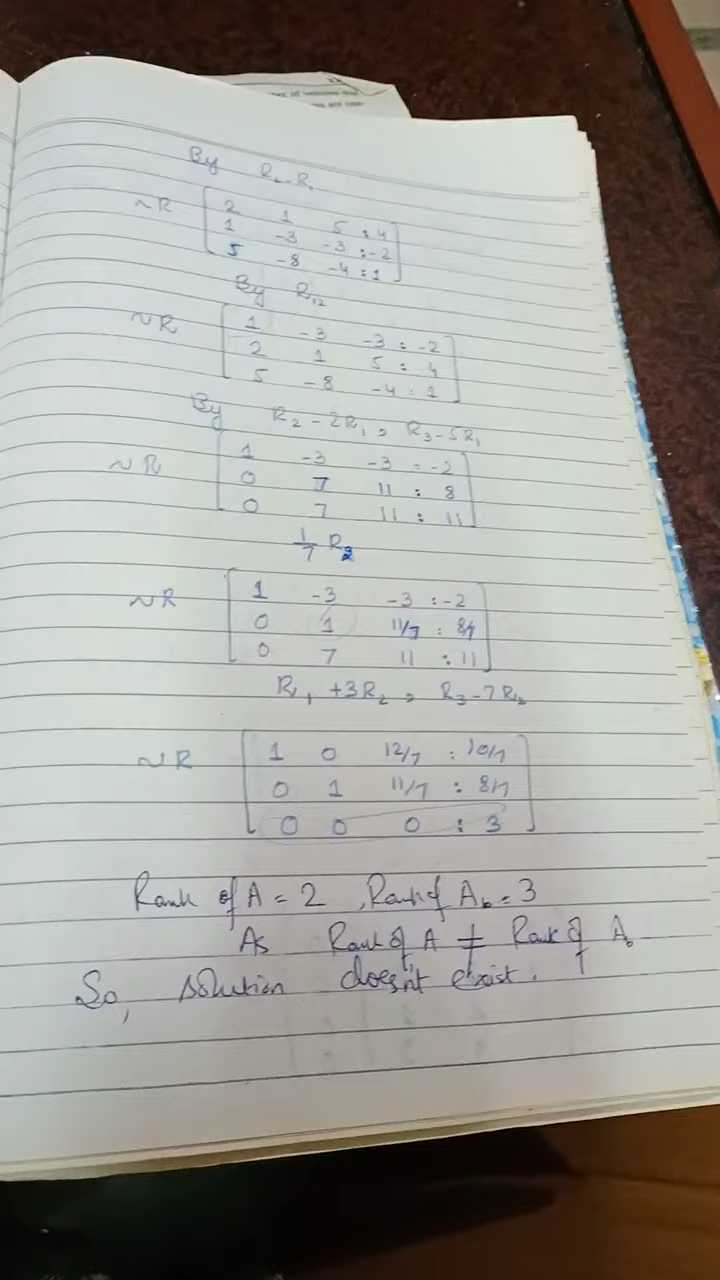 By R₂-R₁
~R [2 1 5 : 4
1 -3 -3 : -2
5 -8 -4 : 1]
By R₁₂
~R [1 -3 -3 : -2
2 1 5 : 4
5 -8 -4 : 1]
By R₂-2R₁, R₃-5R₁
~R [1 -3 -3 : -2
0 7 11 : 8
0 7 11 : 11]
1/7 R₂
~R [1 -3 -3 : -2
0 1 11/7 : 8/7
0 7 11 : 11]
R₁+3R₂, R₃-7R₂
~R [1 0 12/7 : 10/7
0 1 11/7 : 8/7
0 0 0 : 3]
Rank of A = 2, Rank of A_b = 3
As Rank of A ≠ Rank of A_b
So, solution doesn't exist.